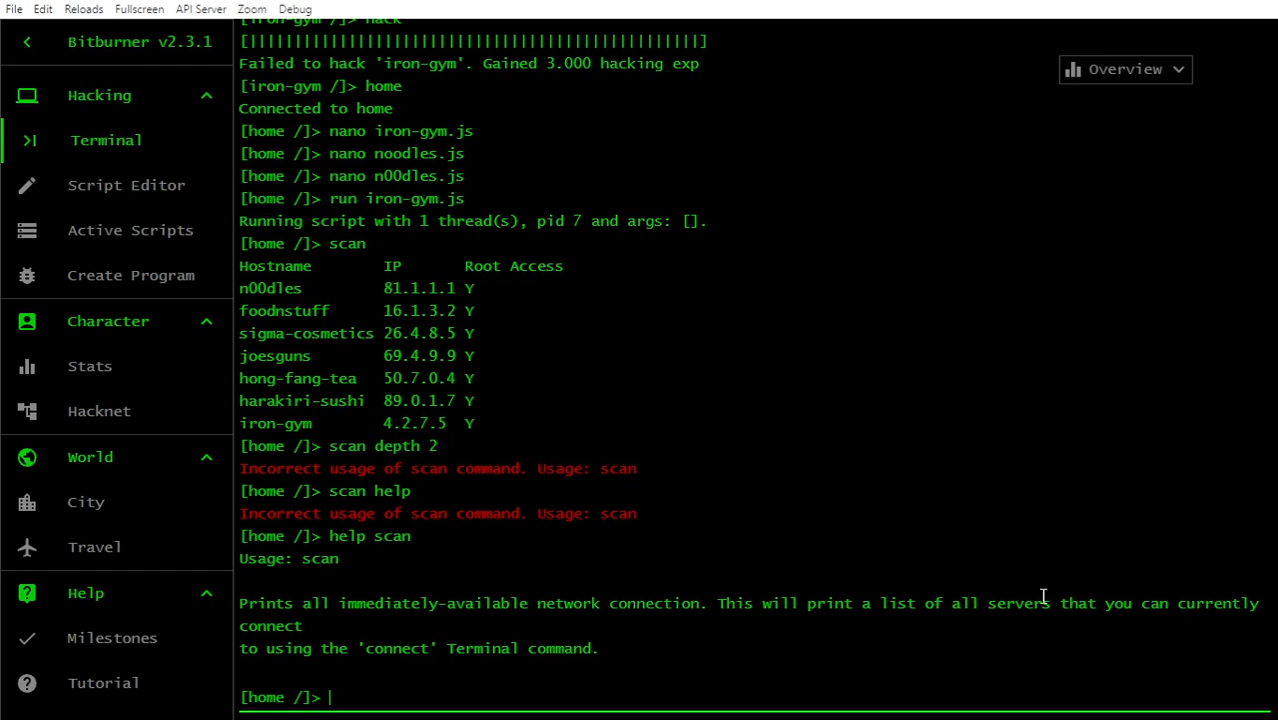 File Edit Reloads Fullscreen API Server Zoom Debug
Bitburner v2.3.1
Hacking
Terminal
Script Editor
Active Scripts
Create Program
Character
Stats
Hacknet
World
City
Travel
Help
Milestones
Tutorial
Overview
[iron-gym /]> hack
[||||||||||||||||||||||||||||||||||||||||||||||||||]
Failed to hack 'iron-gym'. Gained 3.000 hacking exp
[iron-gym /]> home
Connected to home
[home /]> nano iron-gym.js
[home /]> nano noodles.js
[home /]> nano n00dles.js
[home /]> run iron-gym.js
Running script with 1 thread(s), pid 7 and args: [].
[home /]> scan
Hostname IP Root Access
n00dles 81.1.1.1 Y
foodnstuff 16.1.3.2 Y
sigma-cosmetics 26.4.8.5 Y
joesguns 69.4.9.9 Y
hong-fang-tea 50.7.0.4 Y
harakiri-sushi 89.0.1.7 Y
iron-gym 4.2.7.5 Y
[home /]> scan depth 2
Incorrect usage of scan command. Usage: scan
[home /]> scan help
Incorrect usage of scan command. Usage: scan
[home /]> help scan
Usage: scan
Prints all immediately-available network connection. This will print a list of all servers that you can currently
connect
to using the 'connect' Terminal command.
[home /]>